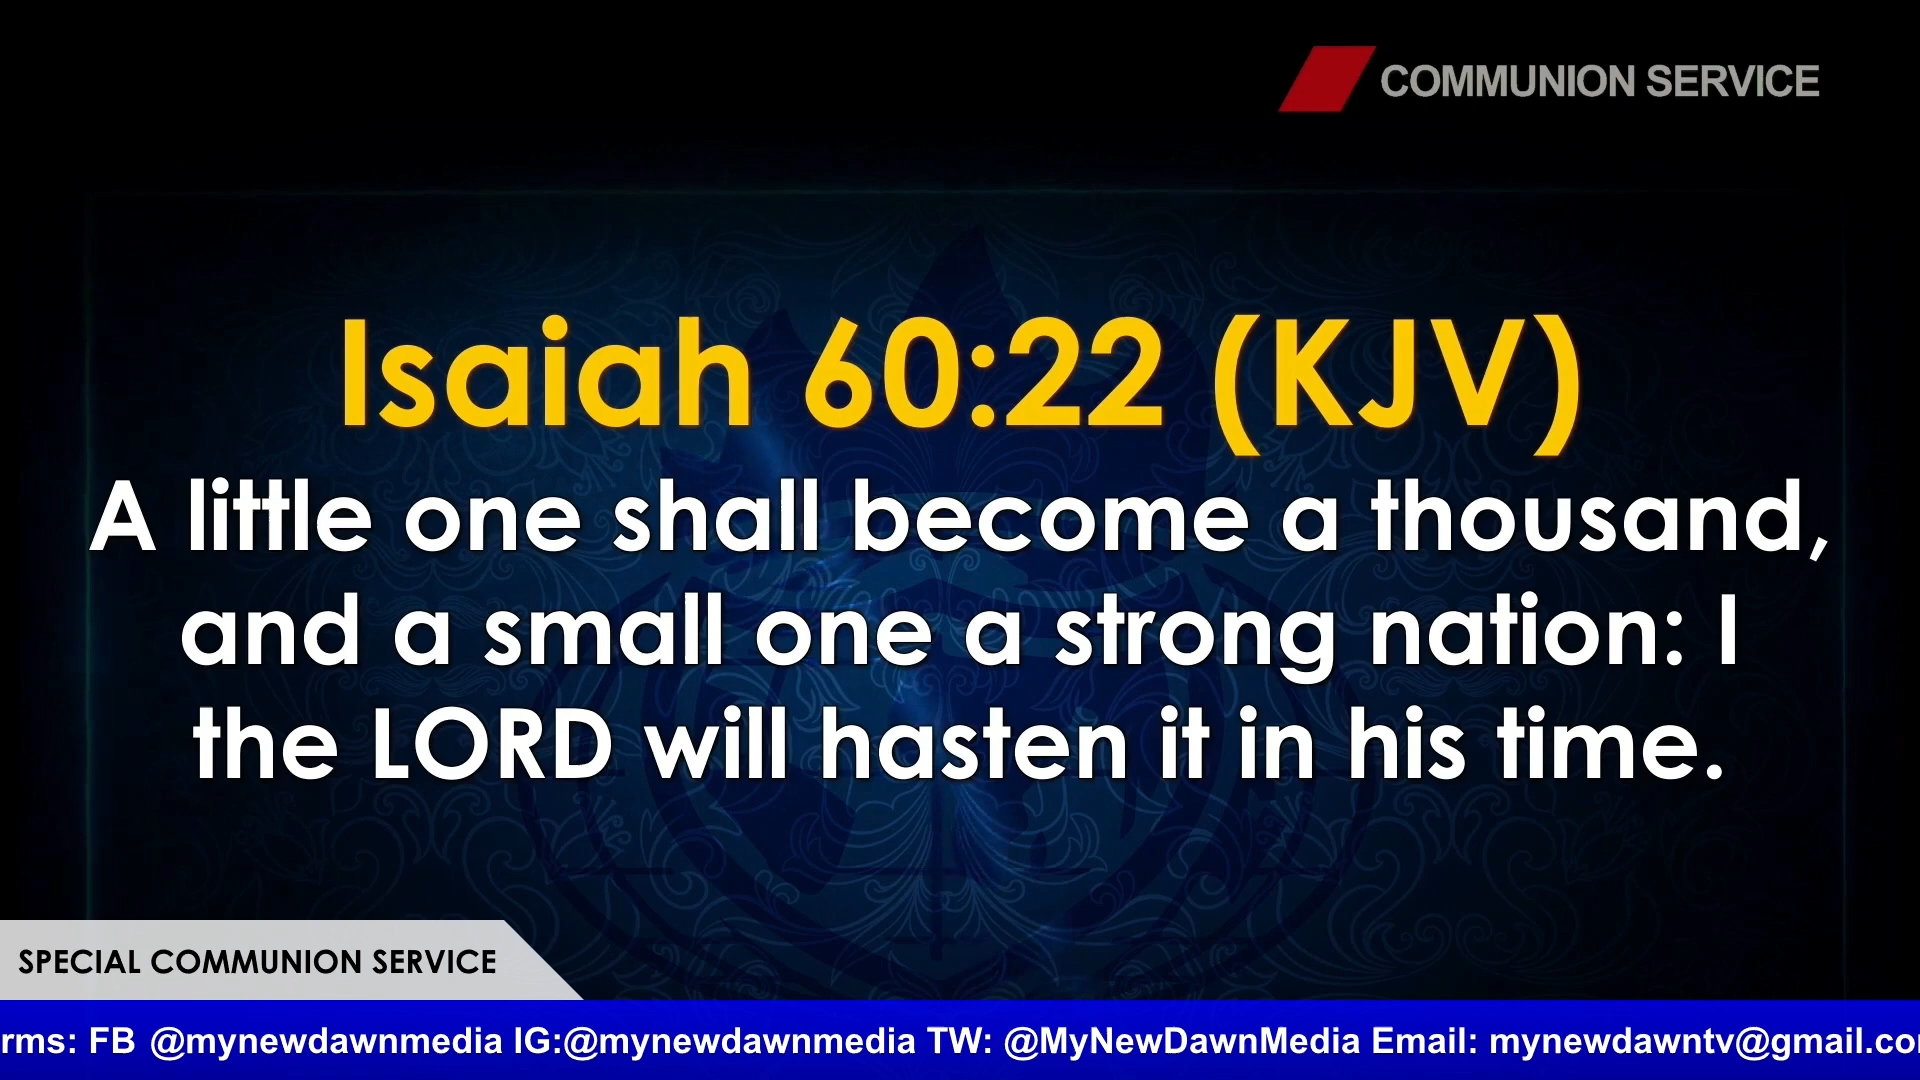 COMMUNION SERVICE
Isaiah 60:22 (KJV)
A little one shall become a thousand,
and a small one a strong nation: I
the LORD will hasten it in his time.
SPECIAL COMMUNION SERVICE
rms: FB @mynewdawnmedia IG:@mynewdawnmedia TW: @MyNewDawnMedia Email: mynewdawntv@gmail.co